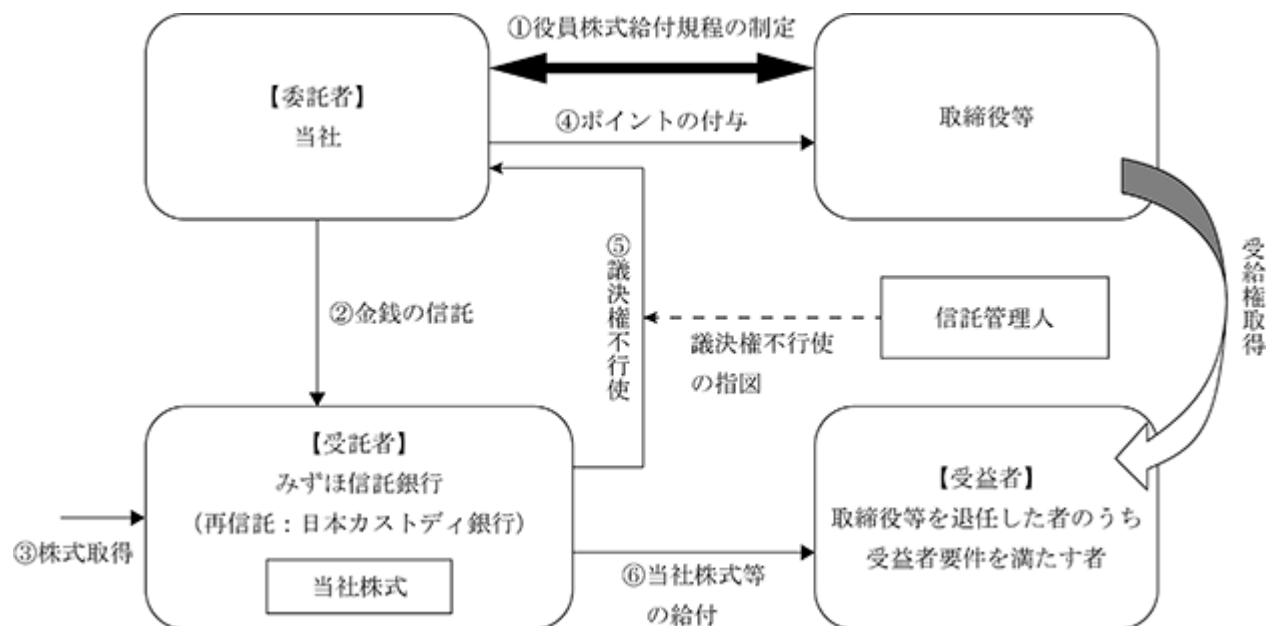 ①役員株式給付規程の制定
【委託者】
当社
取締役等
④ポイントの付与
⑤議決権不行使
②金銭の信託
信託管理人
議決権不行使
の指図
受給権取得
【受託者】
みずほ信託銀行
（再信託：日本カストディ銀行）
当社株式
③株式取得
⑥当社株式等
の給付
【受益者】
取締役等を退任した者のうち
受益者要件を満たす者